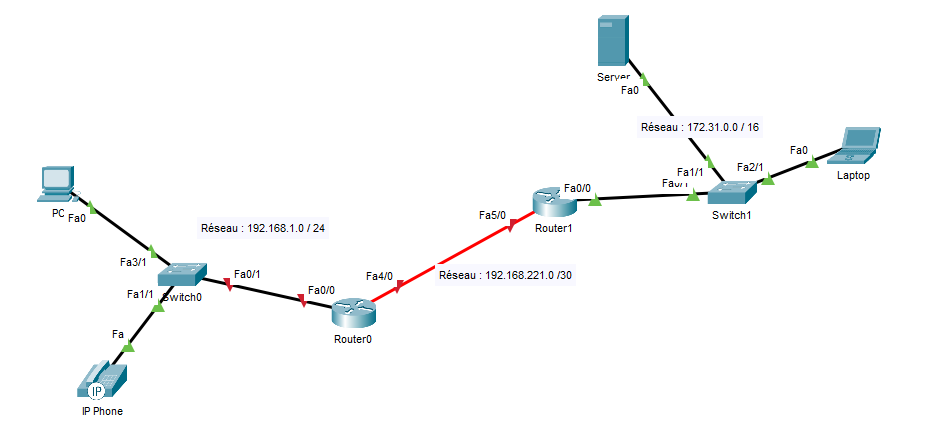 Server
Fa0
Réseau : 172.31.0.0 / 16
Fa0
Fa1/1
Fa2/1
Laptop
Fa0/1
Switch1
Fa0/0
Router1
Fa5/0
PC
Fa0
Réseau : 192.168.1.0 / 24
Fa3/1
Fa0/1
Fa4/0
Réseau : 192.168.221.0 /30
Fa1/1
Switch0
Fa0/0
Router0
Fa
IP
IP Phone